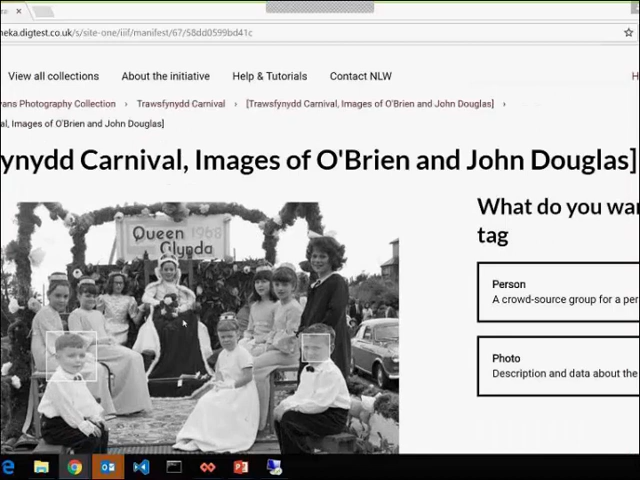 neka.digtest.co.uk/s/site-one/iiif/manifest/67/58dd0599bd41c
View all collections About the initiative Help & Tutorials Contact NLW H
vans Photography Collection › Trawsfynydd Carnival › [Trawsfynydd Carnival, Images of O'Brien and John Douglas] ›
al, Images of O'Brien and John Douglas]
ynydd Carnival, Images of O'Brien and John Douglas]
What do you wan
tag
Queen 1968
Glynda
Person
A crowd-source group for a per
Photo
Description and data about the